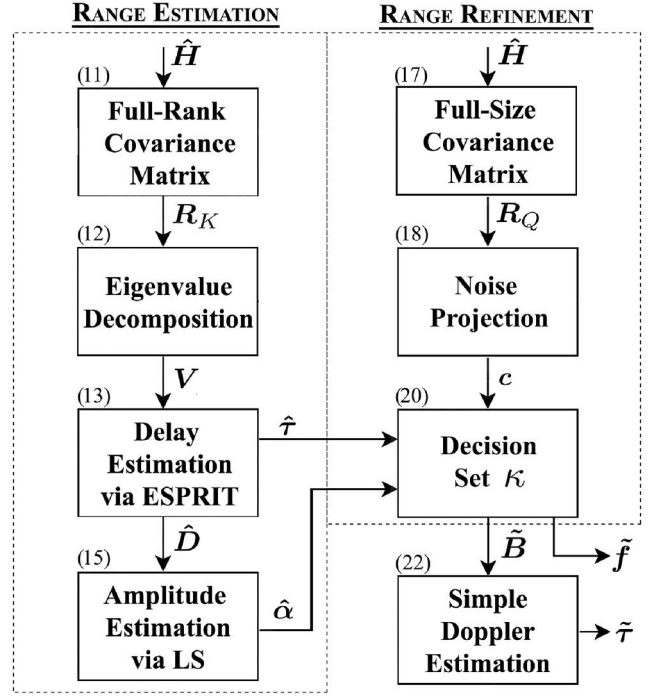 RANGE ESTIMATION
Ĥ
(11)
Full-Rank
Covariance
Matrix
R_K
(12)
Eigenvalue
Decomposition
V
(13)
Delay
Estimation
via ESPRIT
τ̂
D̂
(15)
Amplitude
Estimation
via LS
α̂
RANGE REFINEMENT
Ĥ
(17)
Full-Size
Covariance
Matrix
R_Q
(18)
Noise
Projection
c
(20)
Decision
Set κ
B̃
f̃
(22)
Simple
Doppler
Estimation
τ̃